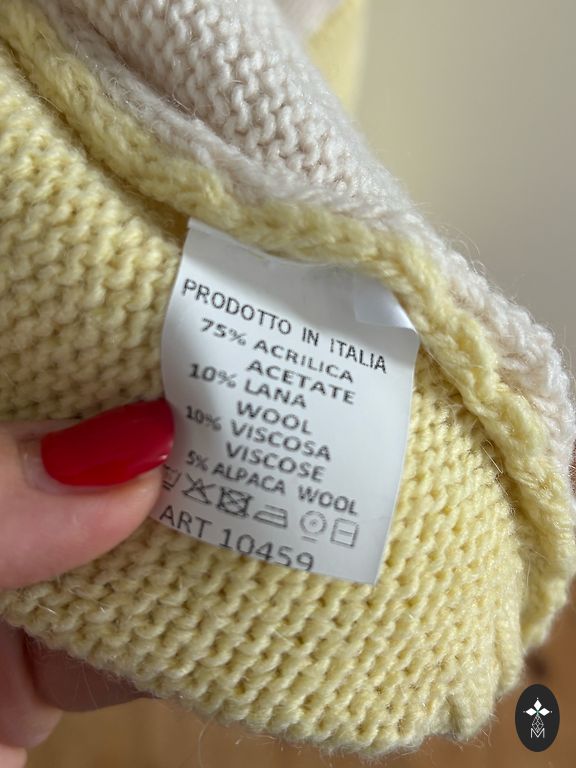 PRODOTTO IN ITALIA
75% ACRILICA
ACETATE
10% LANA
WOOL
10% VISCOSA
VISCOSE
5% ALPACA WOOL
ART 10459
M